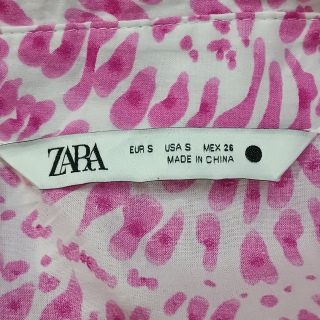 ZARA
EUR S USA S MEX 26
MADE IN CHINA